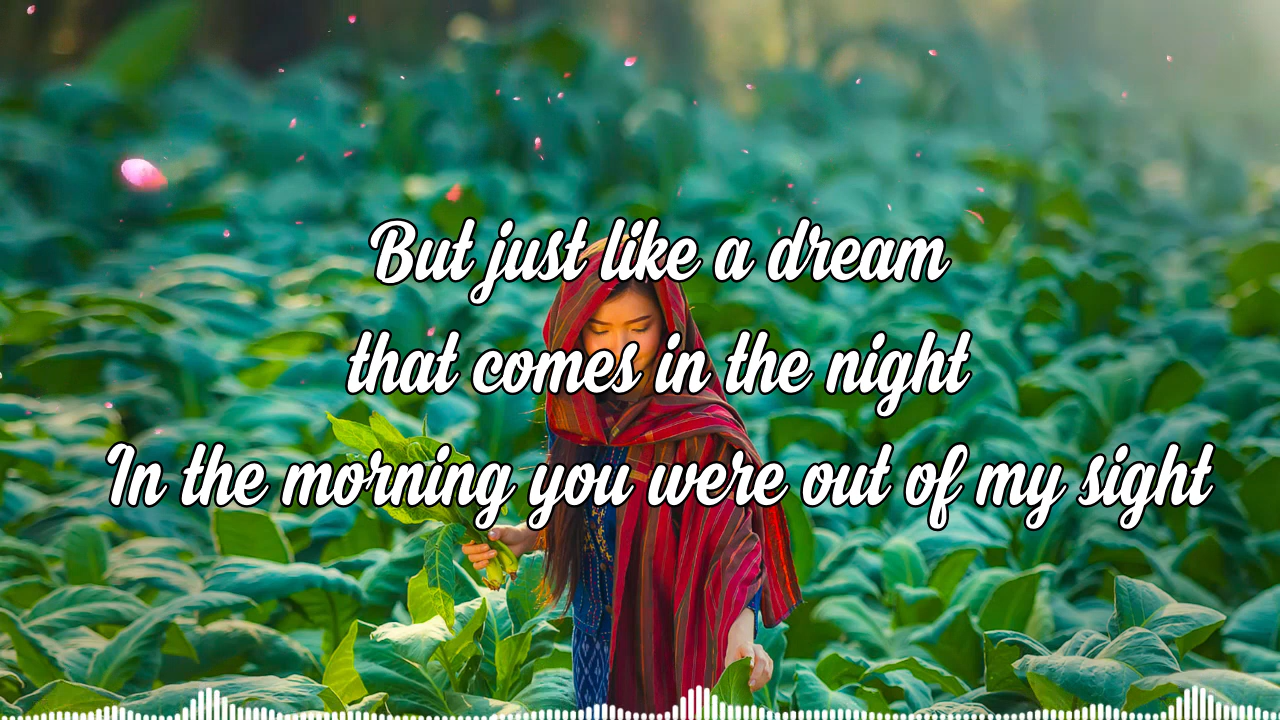 But just like a dream
that comes in the night
In the morning you were out of my sight